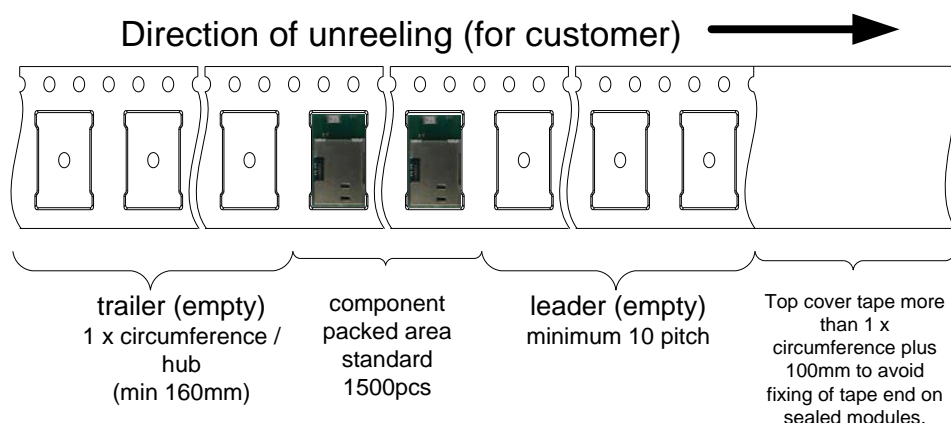 Direction of unreeling (for customer)
trailer (empty)
1 x circumference /
hub
(min 160mm)
component
packed area
standard
1500pcs
leader (empty)
minimum 10 pitch
Top cover tape more
than 1 x
circumference plus
100mm to avoid
fixing of tape end on
sealed modules.